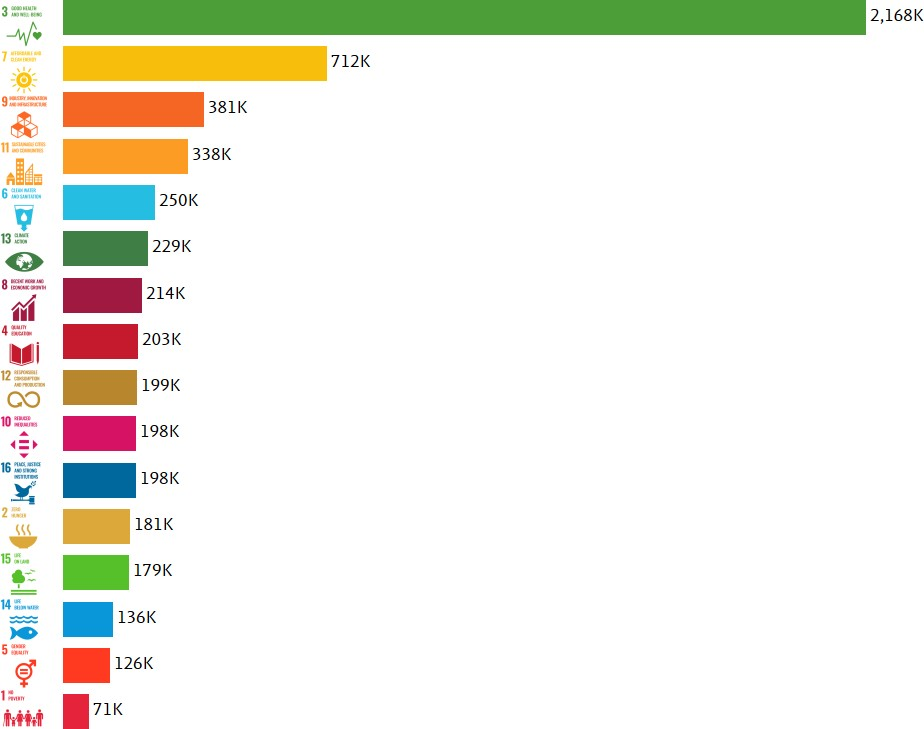 3 GOOD HEALTH
AND WELL-BEING
2,168K
7 AFFORDABLE AND
CLEAN ENERGY
712K
9 INDUSTRY, INNOVATION
AND INFRASTRUCTURE
381K
11 SUSTAINABLE CITIES
AND COMMUNITIES
338K
6 CLEAN WATER
AND SANITATION
250K
13 CLIMATE
ACTION
229K
8 DECENT WORK AND
ECONOMIC GROWTH
214K
4 QUALITY
EDUCATION
203K
12 RESPONSIBLE
CONSUMPTION
AND PRODUCTION
199K
10 REDUCED
INEQUALITIES
198K
16 PEACE, JUSTICE
AND STRONG
INSTITUTIONS
198K
2 ZERO
HUNGER
181K
15 LIFE
ON LAND
179K
14 LIFE
BELOW WATER
136K
5 GENDER
EQUALITY
126K
1 NO
POVERTY
71K